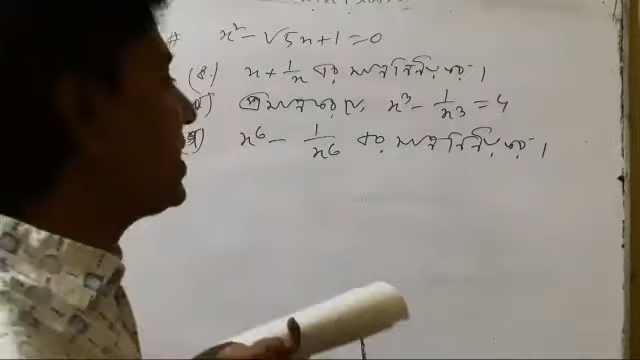 # x² - √5x + 1 = 0
(ক.) x + 1/x এর মান নির্ণয় কর।
প্রমাণ কর যে, x³ - 1/x³ = 4
x⁶ - 1/x⁶ এর মান নির্ণয় কর।